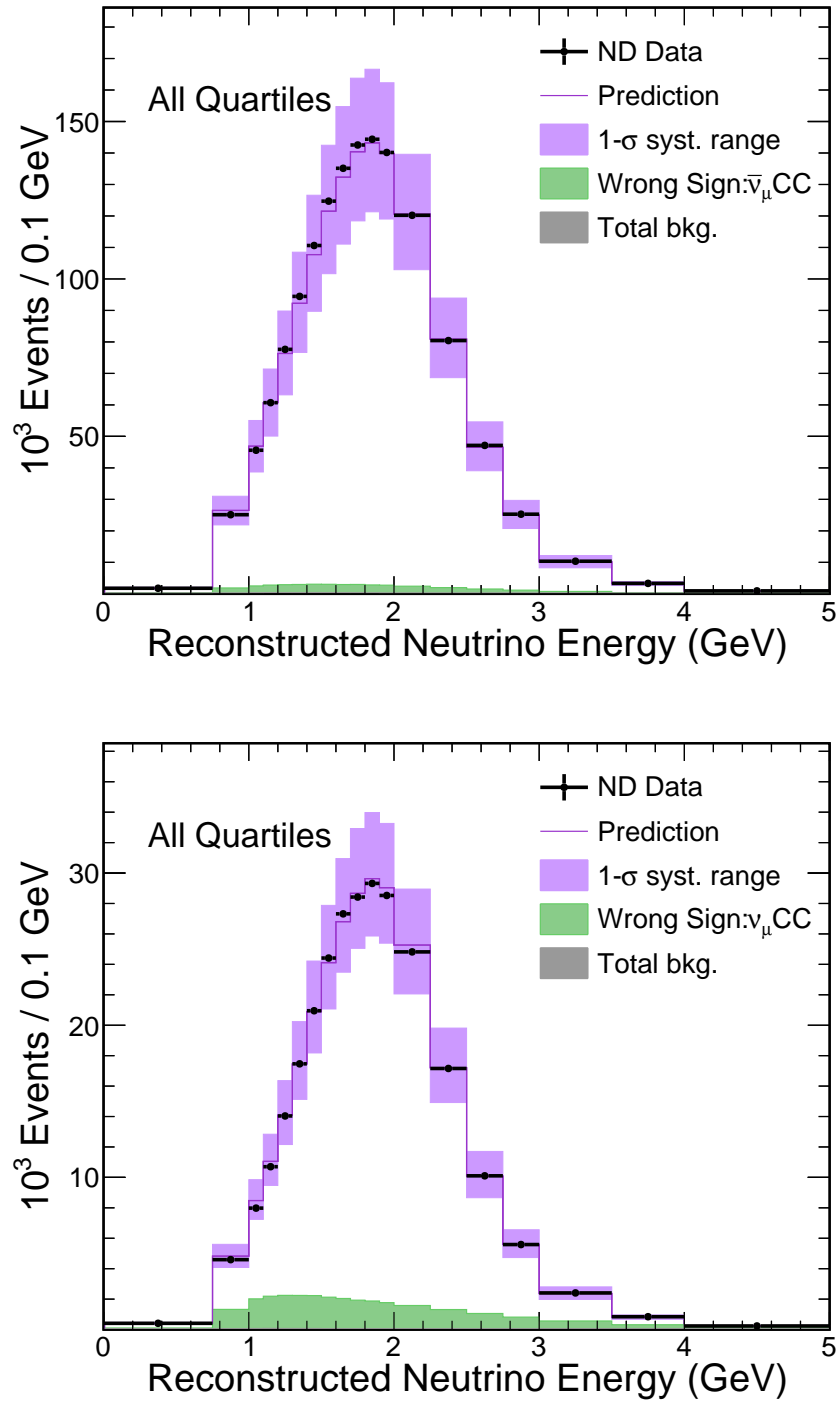 All Quartiles
ND Data
Prediction
1-σ syst. range
Wrong Sign:ν̅μCC
Total bkg.
10³ Events / 0.1 GeV
150
100
50
0 1 2 3 4 5
Reconstructed Neutrino Energy (GeV)
All Quartiles
ND Data
Prediction
1-σ syst. range
Wrong Sign:νμCC
Total bkg.
10³ Events / 0.1 GeV
30
20
10
0 1 2 3 4 5
Reconstructed Neutrino Energy (GeV)